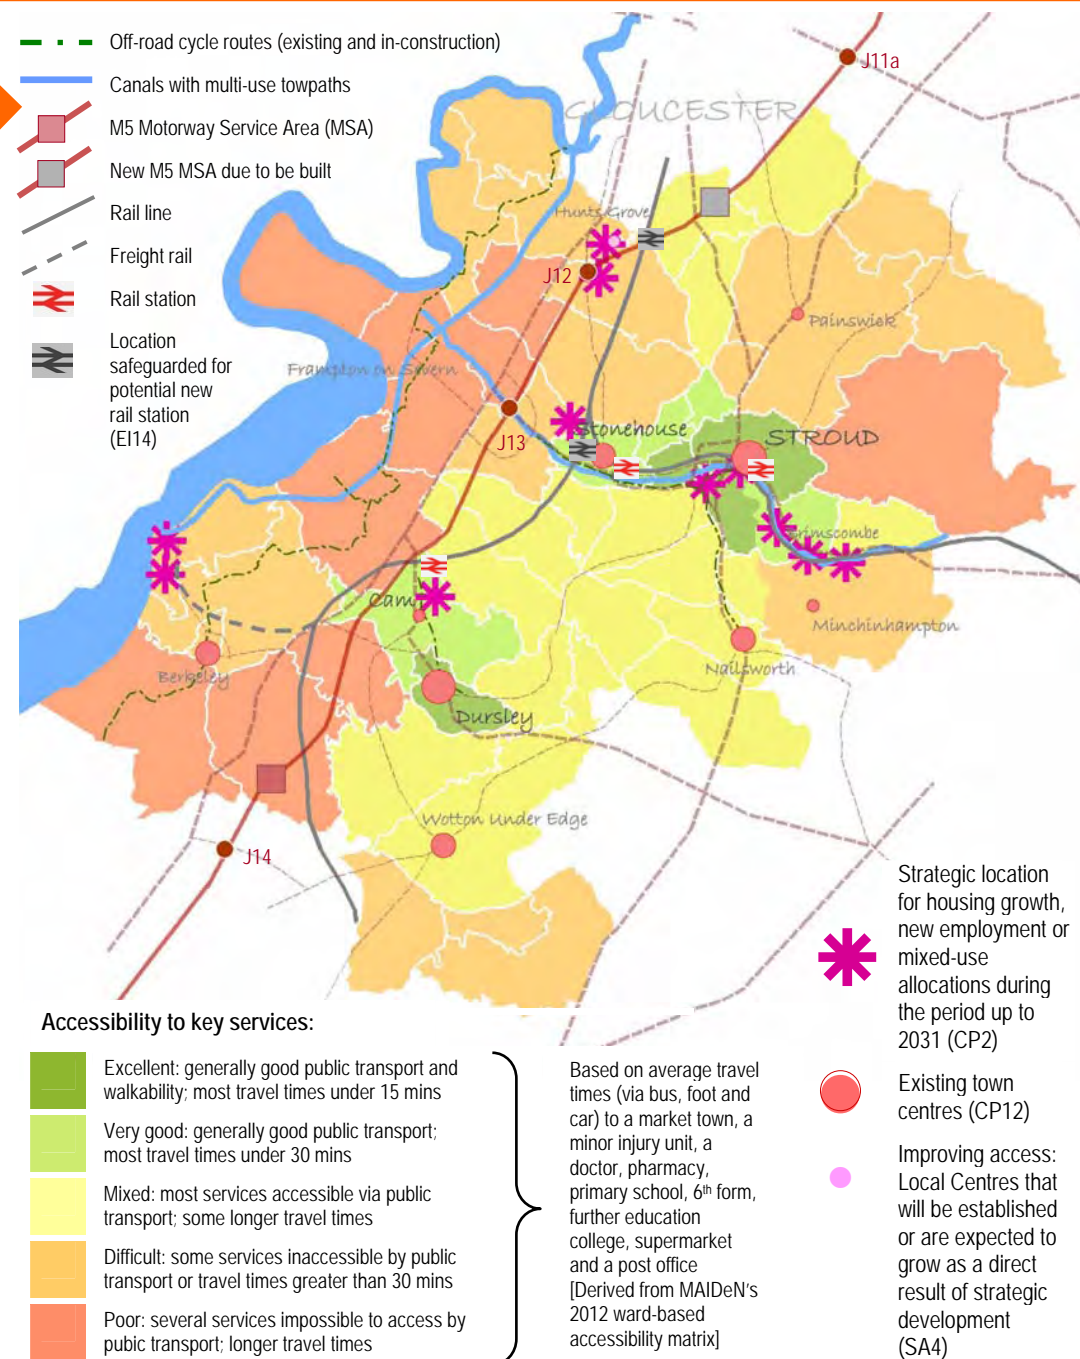 Off-road cycle routes (existing and in-construction)
Canals with multi-use towpaths
M5 Motorway Service Area (MSA)
New M5 MSA due to be built
Rail line
Freight rail
Rail station
Location
safeguarded for
potential new
rail station
(EI14)
J11a
GLOUCESTER
Hunts Grove
J12
Painswick
Frampton on Severn
J13
Stonehouse
STROUD
Brimscombe
Cam
Minchinhampton
Nailsworth
Berkeley
Dursley
Wotton Under Edge
J14
Strategic location
for housing growth,
new employment or
mixed-use
allocations during
the period up to
2031 (CP2)
Existing town
centres (CP12)
Improving access:
Local Centres that
will be established
or are expected to
grow as a direct
result of strategic
development
(SA4)
Accessibility to key services:
Excellent: generally good public transport and
walkability; most travel times under 15 mins
Very good: generally good public transport;
most travel times under 30 mins
Mixed: most services accessible via public
transport; some longer travel times
Difficult: some services inaccessible by public
transport or travel times greater than 30 mins
Poor: several services impossible to access by
pubic transport; longer travel times
Based on average travel
times (via bus, foot and
car) to a market town, a
minor injury unit, a
doctor, pharmacy,
primary school, 6th form,
further education
college, supermarket
and a post office
[Derived from MAIDeN's
2012 ward-based
accessibility matrix]